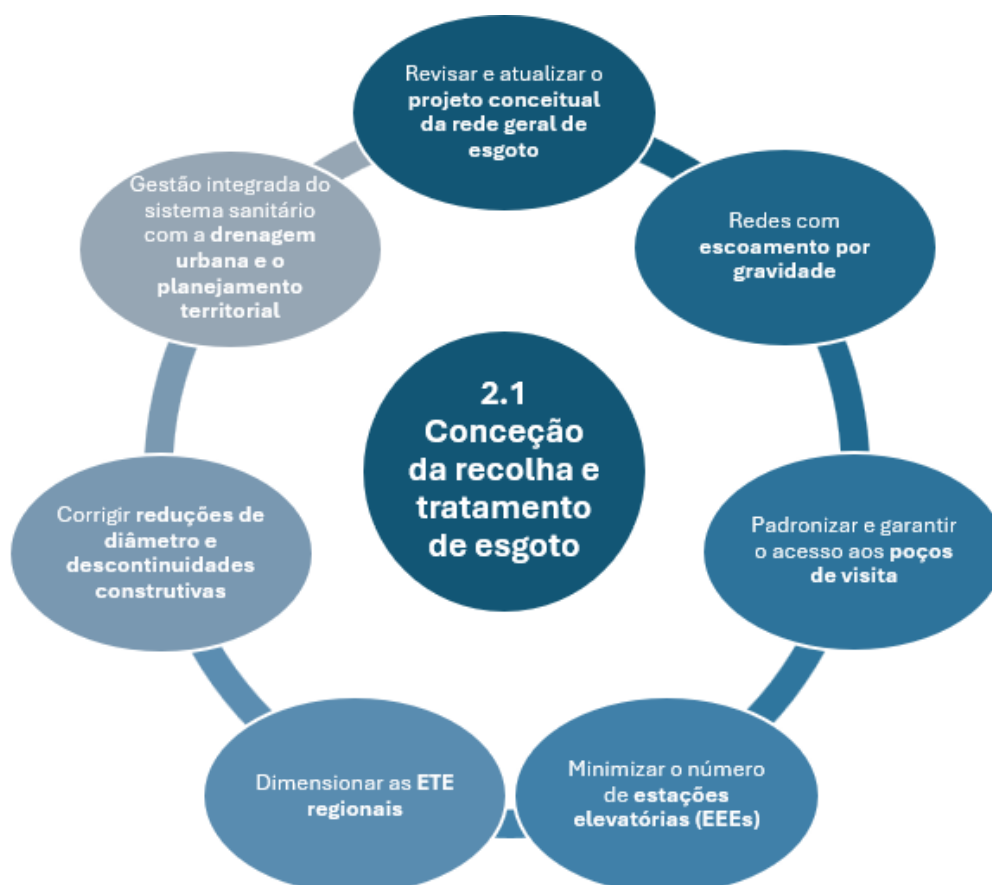 Revisar e atualizar o
projeto conceitual
da rede geral de
esgoto
Redes com
escoamento por
gravidade
Padronizar e garantir
o acesso aos poços
de visita
Minimizar o número
de estações
elevatórias (EEEs)
Dimensionar as ETE
regionais
Corrigir reduções de
diâmetro e
descontinuidades
construtivas
Gestão integrada do
sistema sanitário
com a drenagem
urbana e o
planejamento
territorial
2.1
Conceção
da recolha e
tratamento
de esgoto